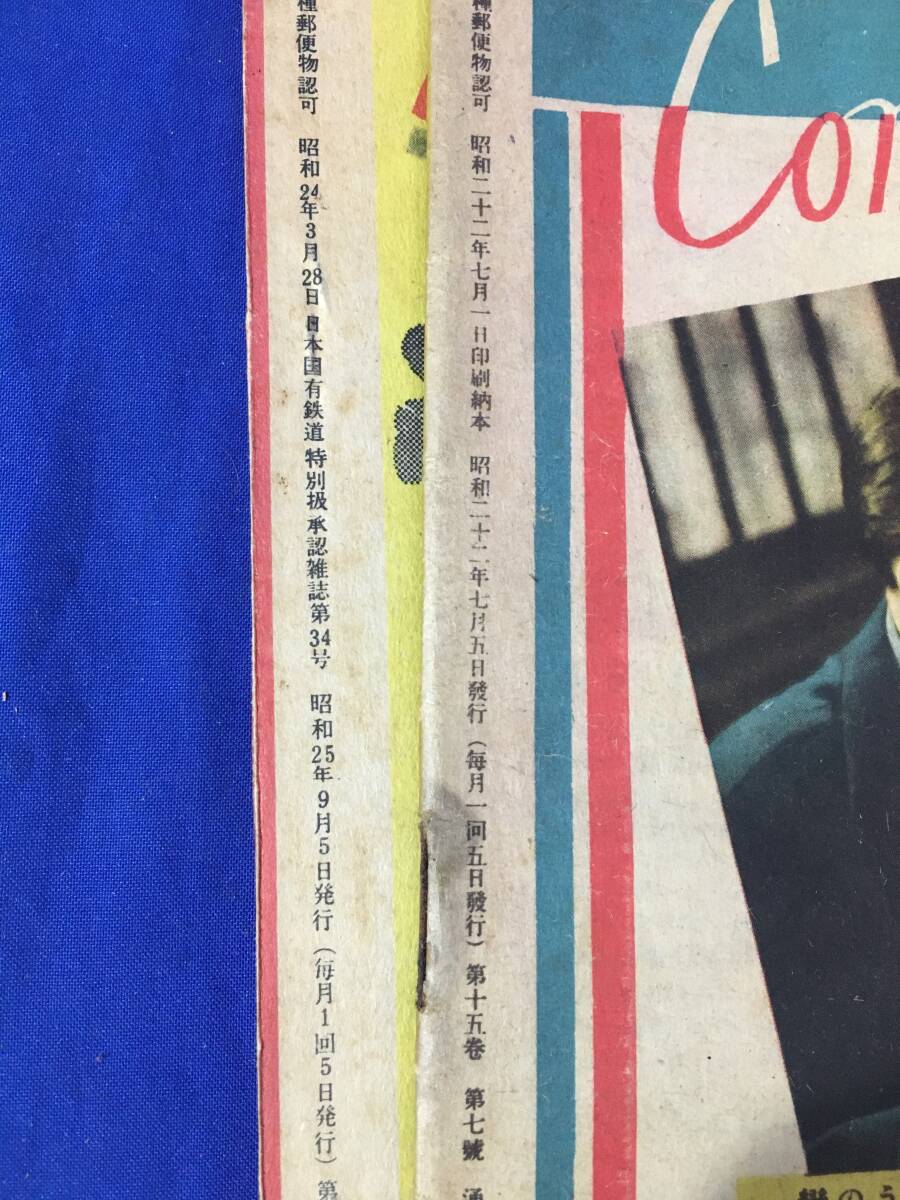 種郵便物認可 昭和二十二年七月一日印刷納本 昭和二十二年七月五日發行（毎月一回五日發行）第十五卷 第七號 通
種郵便物認可 昭和24年3月28日日本国有鉄道特別扱承認雑誌第34号 昭和25年9月5日発行（毎月1回5日発行）第
Com